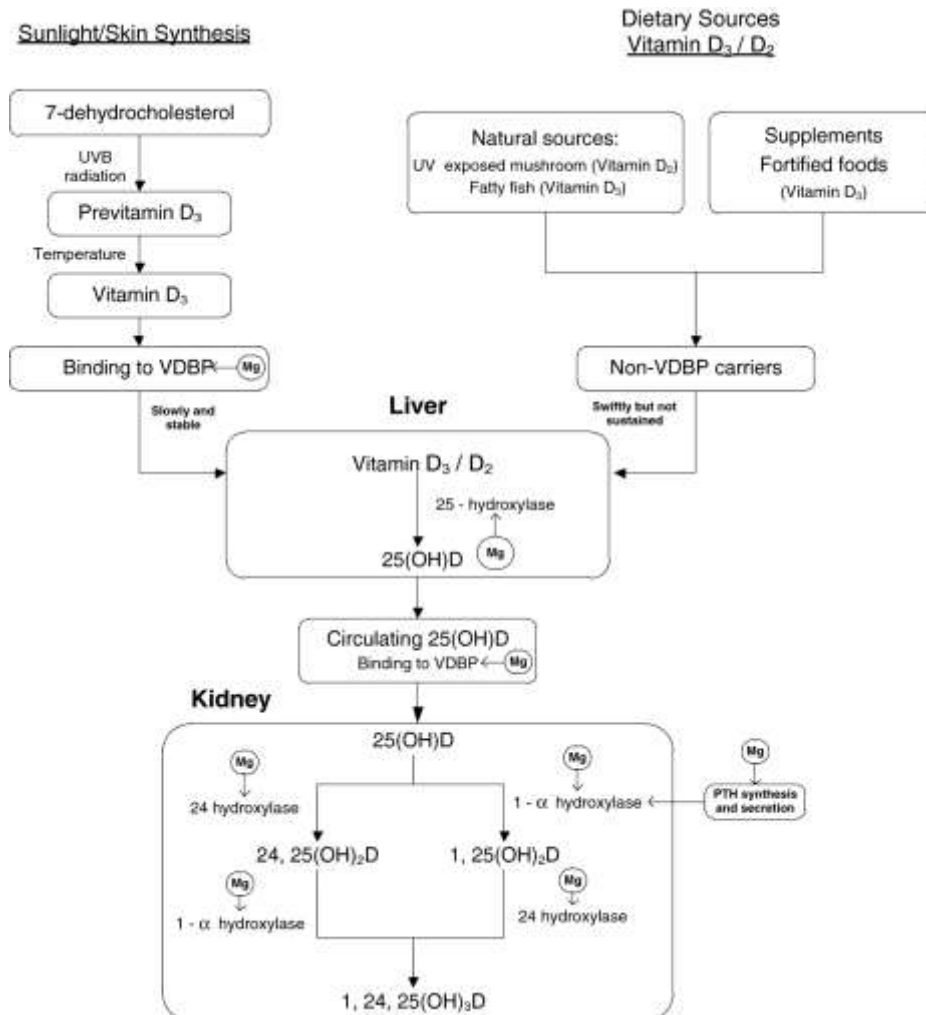 Sunlight/Skin Synthesis
Dietary Sources
Vitamin D₃ / D₂
7-dehydrocholesterol
UVB
radiation
Previtamin D₃
Temperature
Vitamin D₃
Binding to VDBP
Mg
Slowly and
stable
Natural sources:
UV exposed mushroom (Vitamin D₂)
Fatty fish (Vitamin D₃)
Supplements
Fortified foods
(Vitamin D₃)
Non-VDBP carriers
Swiftly but not
sustained
Liver
Vitamin D₃ / D₂
25 - hydroxylase
Mg
25(OH)D
Circulating 25(OH)D
Binding to VDBP
Mg
Kidney
25(OH)D
Mg
24 hydroxylase
Mg
1 - α hydroxylase
Mg
PTH synthesis
and secretion
24, 25(OH)₂D
1, 25(OH)₂D
Mg
1 - α hydroxylase
Mg
24 hydroxylase
1, 24, 25(OH)₃D